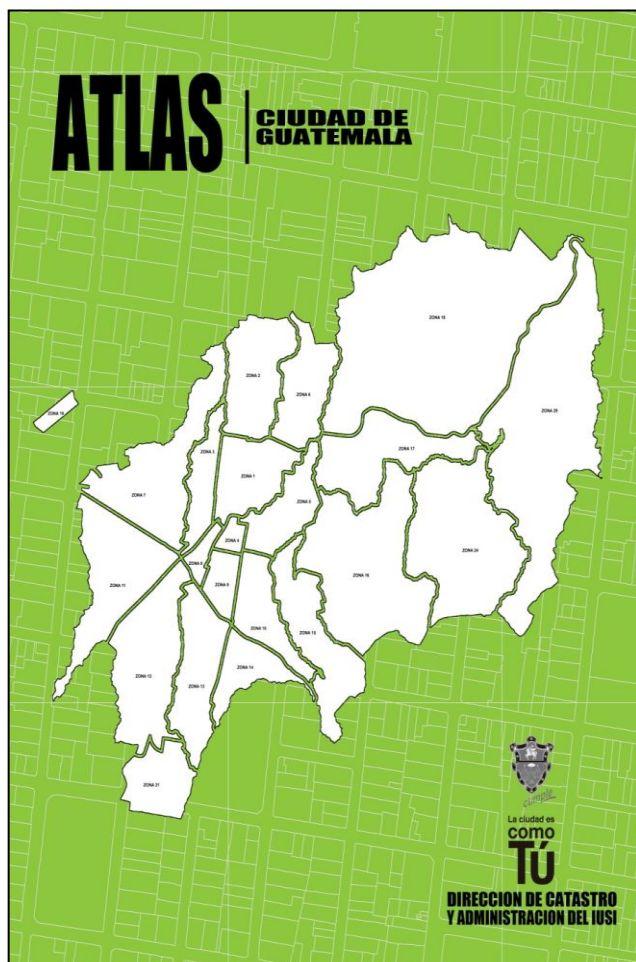 ATLAS
CIUDAD DE
GUATEMALA
ZONA 18
ZONA 2
ZONA 6
ZONA 25
ZONA 19
ZONA 3
ZONA 17
ZONA 1
ZONA 7
ZONA 5
ZONA 4
ZONA 24
ZONA 8
ZONA 16
ZONA 9
ZONA 11
ZONA 10
ZONA 15
ZONA 14
ZONA 12
ZONA 13
ZONA 21
cumple
La ciudad es
como
TÚ
DIRECCION DE CATASTRO
Y ADMINISTRACION DEL IUSI